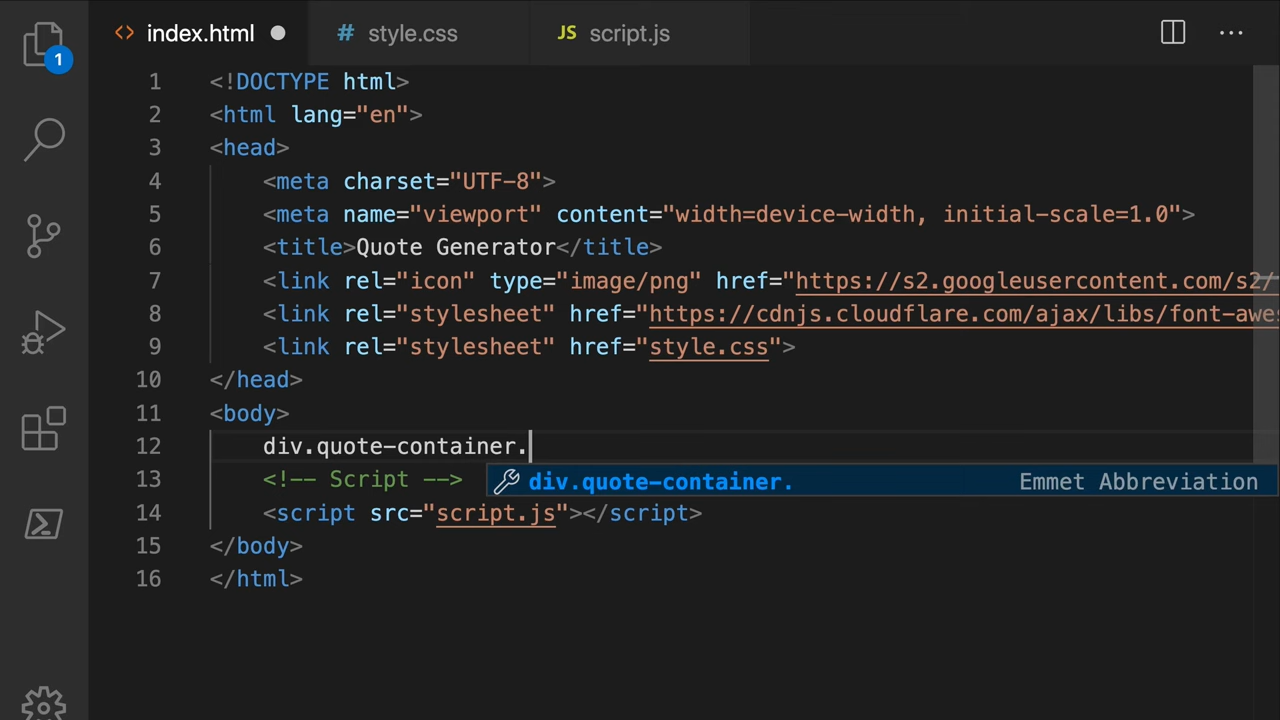 index.html
# style.css
JS script.js
1
1 <!DOCTYPE html>
2 <html lang="en">
3 <head>
4 <meta charset="UTF-8">
5 <meta name="viewport" content="width=device-width, initial-scale=1.0">
6 <title>Quote Generator</title>
7 <link rel="icon" type="image/png" href="https://s2.googleusercontent.com/s2/
8 <link rel="stylesheet" href="https://cdnjs.cloudflare.com/ajax/libs/font-awes
9 <link rel="stylesheet" href="style.css">
10 </head>
11 <body>
12 div.quote-container.
13 <!-- Script -->
div.quote-container. Emmet Abbreviation
14 <script src="script.js"></script>
15 </body>
16 </html>